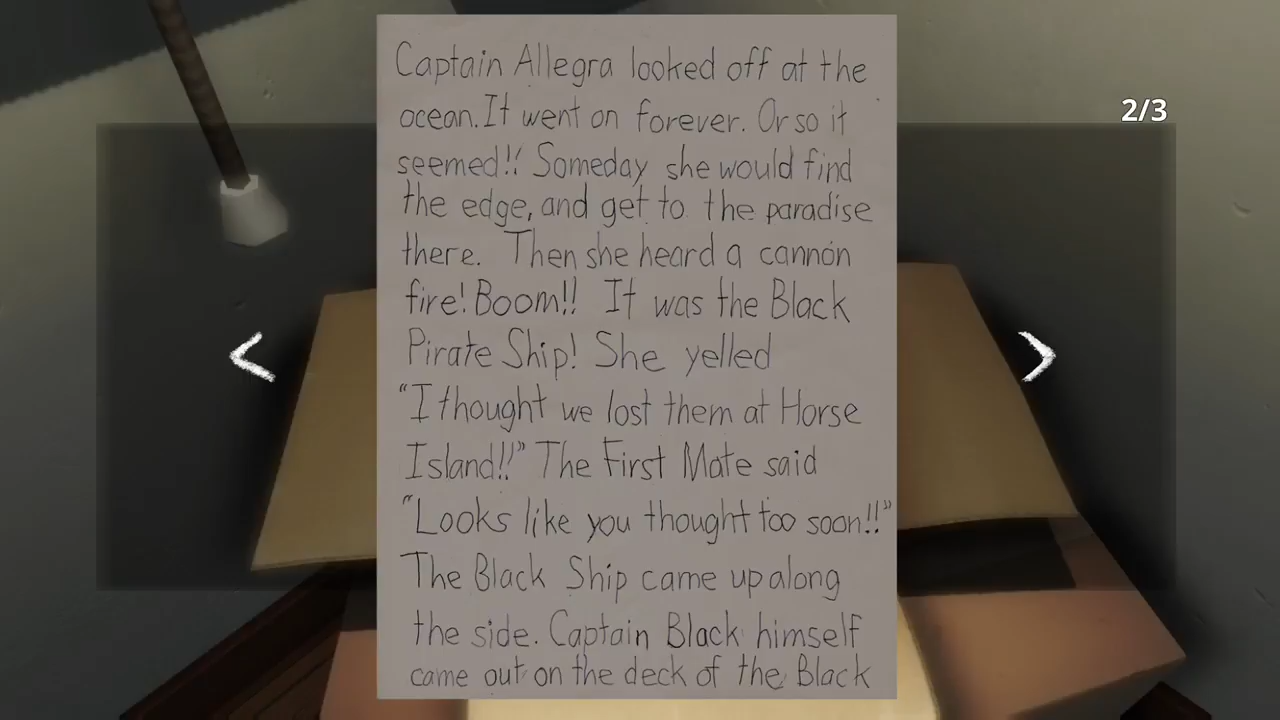 2/3
Captain Allegra looked off at the
ocean. It went on forever. Or so it
seemed!! Someday she would find
the edge, and get to the paradise
there. Then she heard a cannon
fire! Boom!! It was the Black
Pirate Ship! She yelled
"I thought we lost them at Horse
Island!!" The First Mate said
"Looks like you thought too soon!!"
The Black Ship came up along
the side. Captain Black himself
came out on the deck of the Black